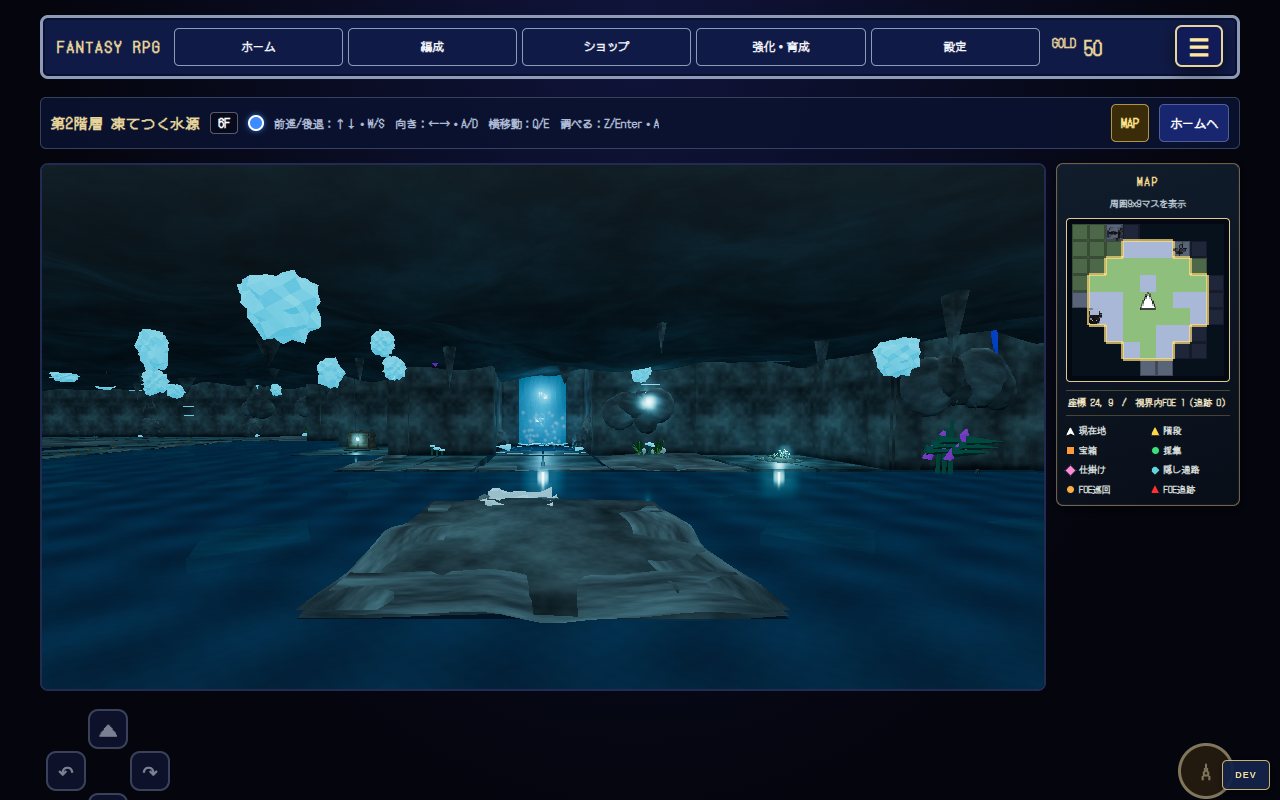 FANTASY RPG ホーム 編成 ショップ 強化・育成 設定 GOLD 50
第2階層 凍てつく水源 6F 前進/後退：↑↓・W/S 向き：←→・A/D 横移動：Q/E 調べる：Z/Enter・A MAP ホームへ
MAP
周囲9x9マスを表示
座標 24, 9 / 視界内FOE 1（追跡 0）
現在地 階段
宝箱 採集
仕掛け 隠し通路
FOE巡回 FOE追跡
A
DEV